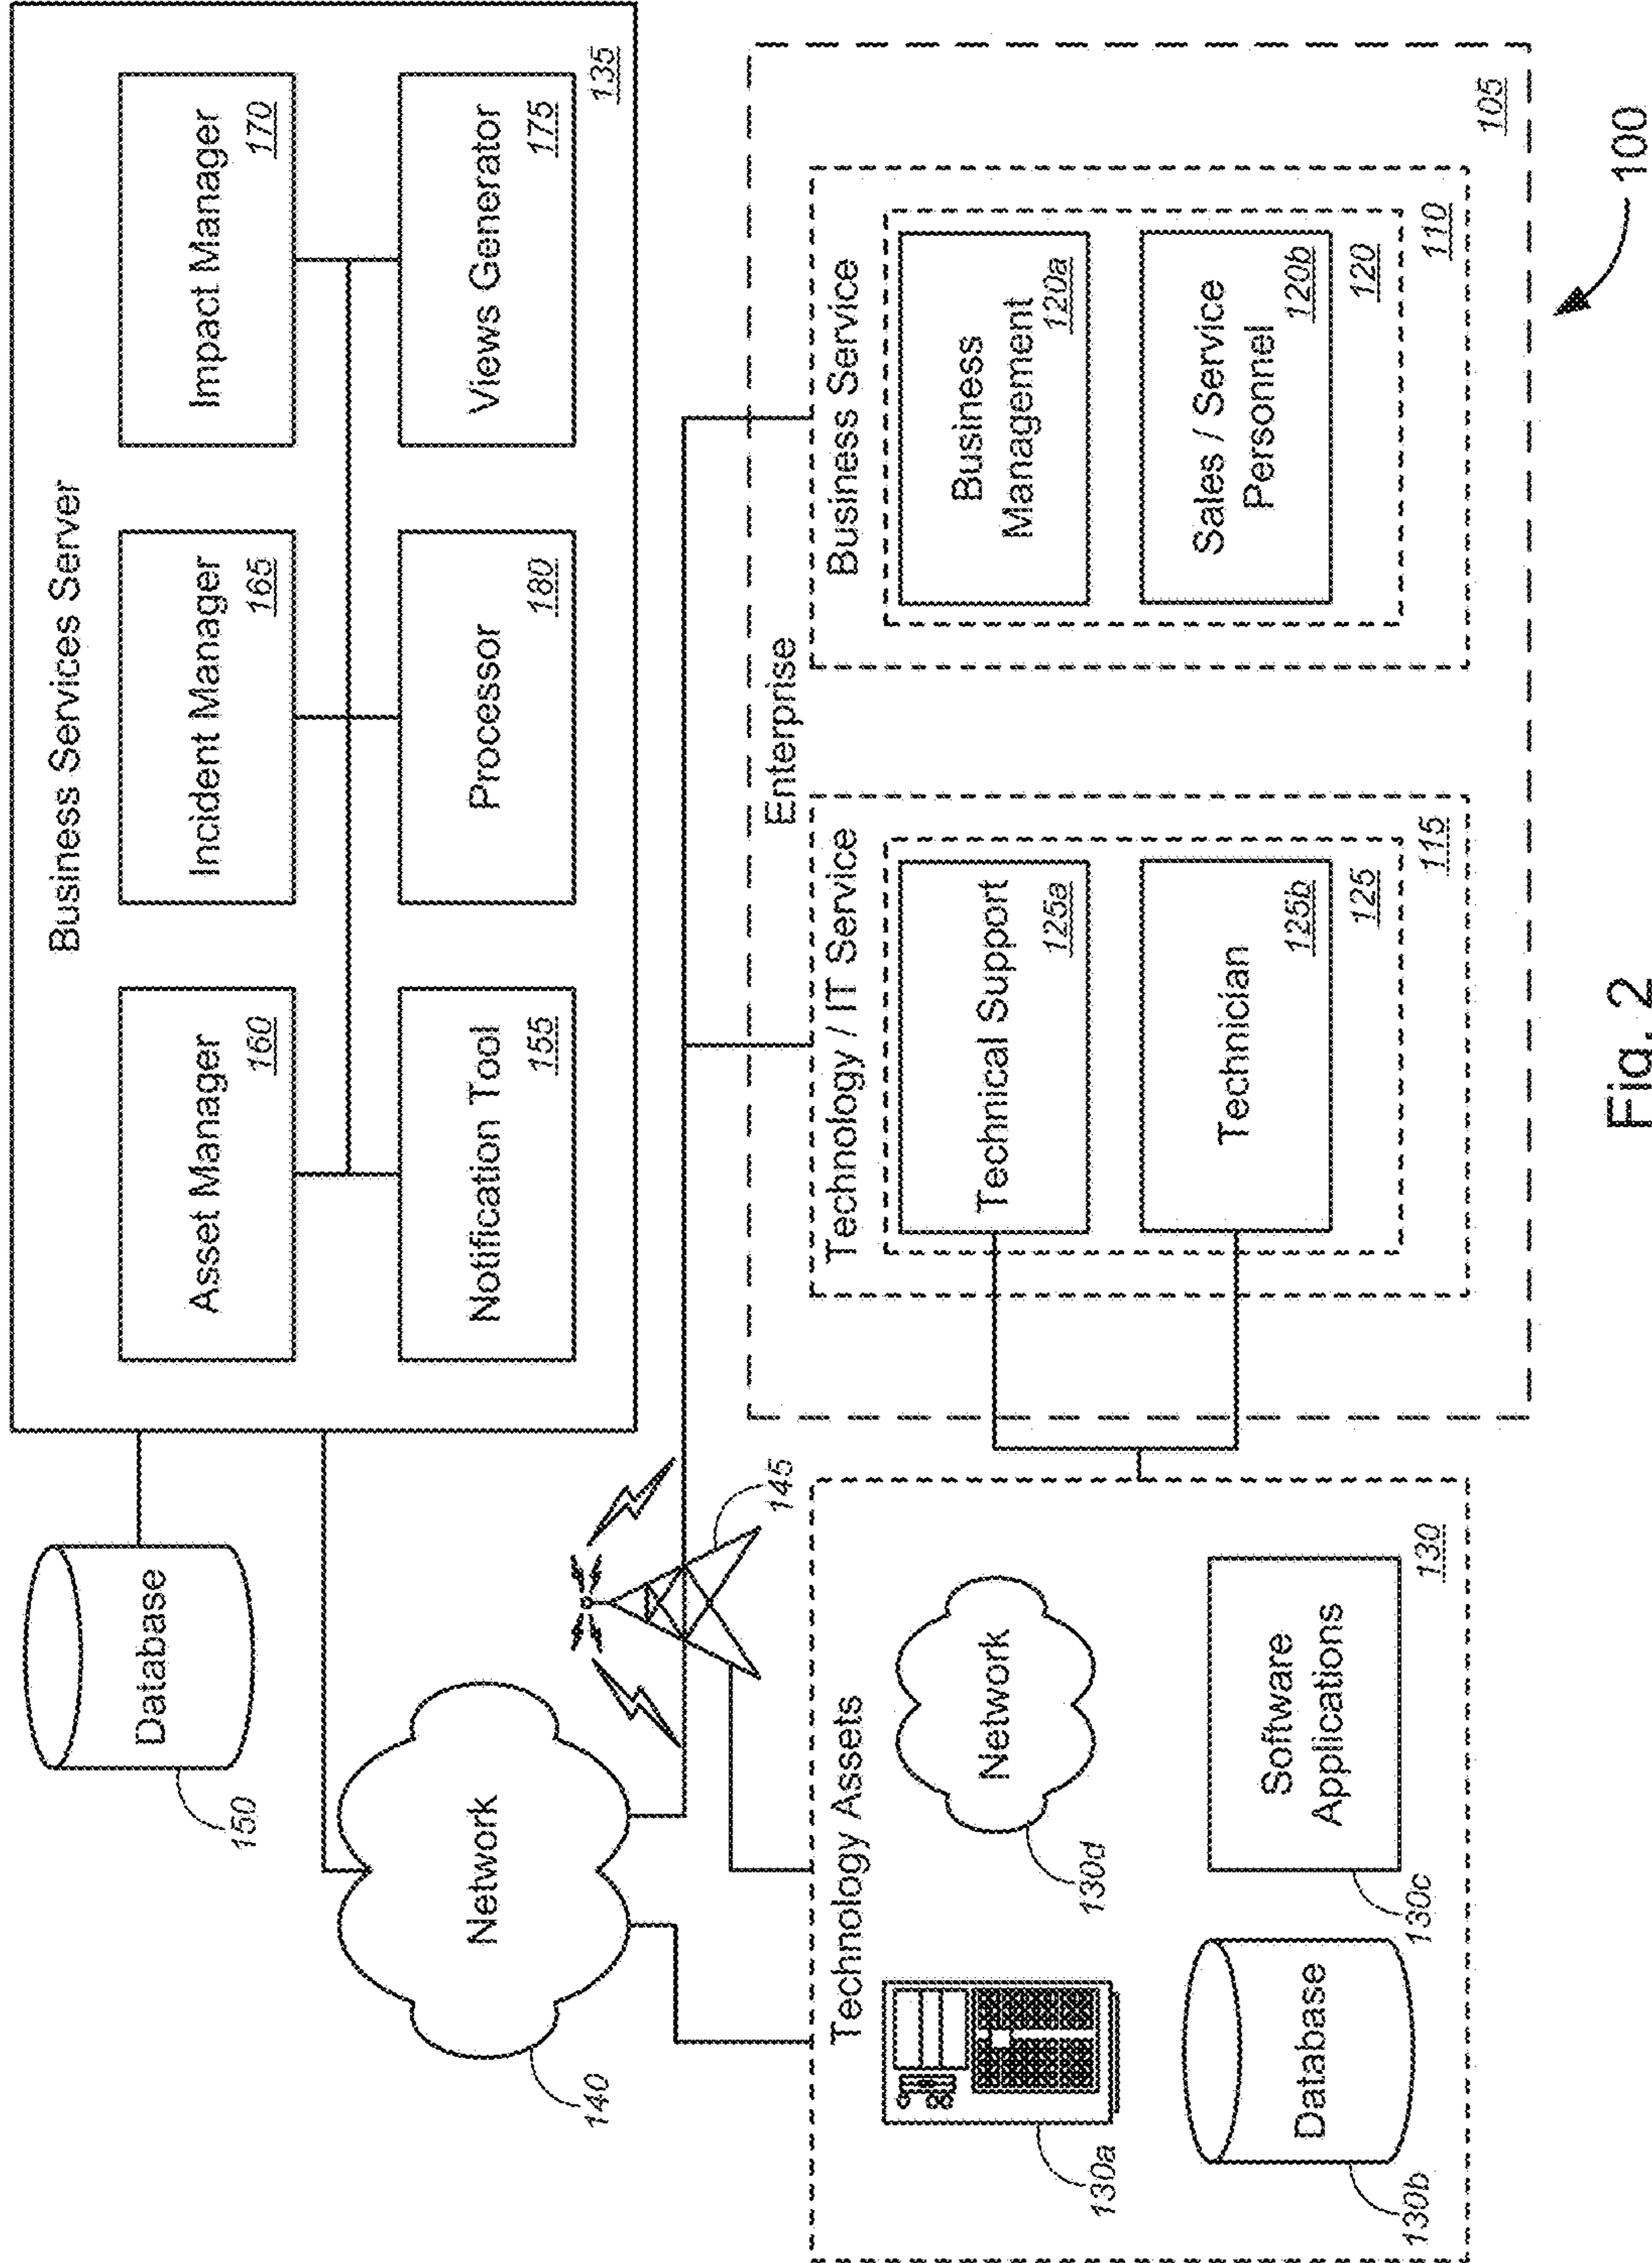 Business Services Server
Database
150
Asset Manager
160
Incident Manager
165
Impact Manager
170
Network
140
Notification Tool
155
Processor
180
Views Generator
175
135
145
Enterprise
Technology Assets
Technology / IT Service
Business Service
130a
Network
130d
Technical Support
125a
Business
Management
120a
Database
130b
Software
Applications
130c
130
Technician
125b
125
115
Sales / Service
Personnel
120b
120
110
105
100
Fig. 2